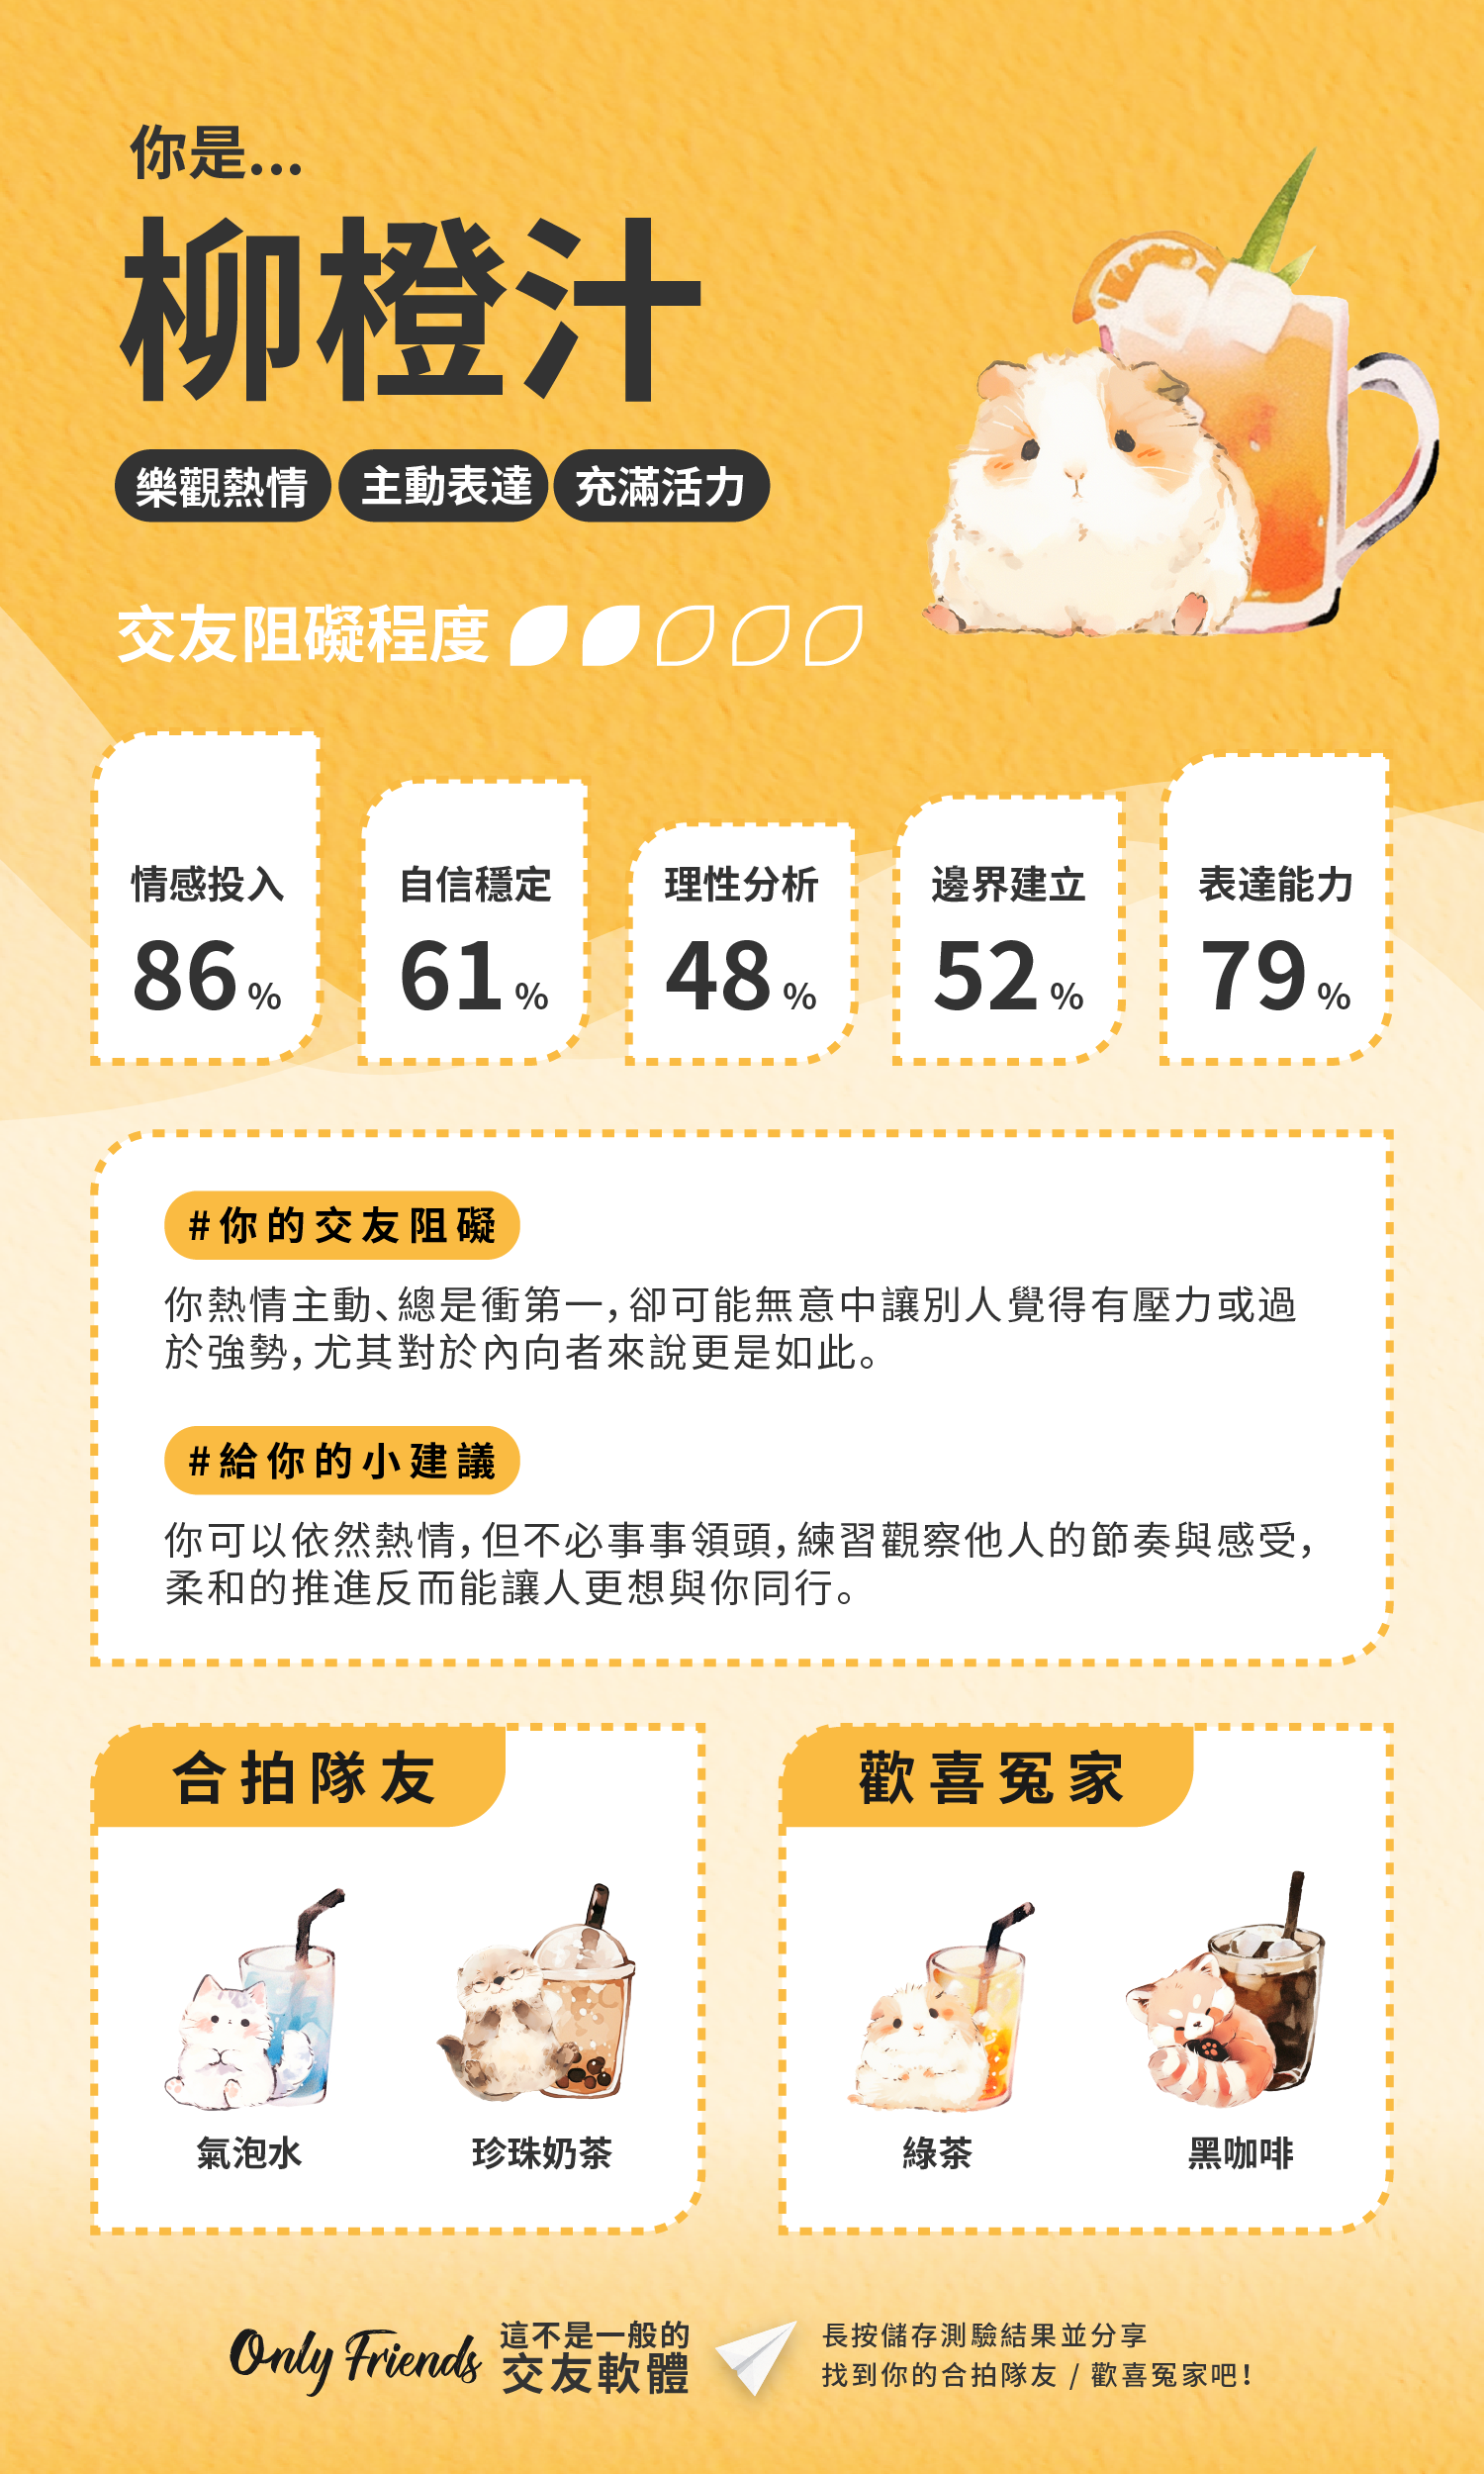 你是...
柳橙汁
樂觀熱情 主動表達 充滿活力
交友阻礙程度
情感投入 自信穩定 理性分析 邊界建立 表達能力
86% 61% 48% 52% 79%
#你的交友阻礙
你熱情主動、總是衝第一，卻可能無意中讓別人覺得有壓力或過
於強勢，尤其對於內向者來說更是如此。
#給你的小建議
你可以依然熱情，但不必事事領頭，練習觀察他人的節奏與感受，
柔和的推進反而能讓人更想與你同行。
合拍隊友 歡喜冤家
氣泡水 珍珠奶茶 綠茶 黑咖啡
Only Friends
這不是一般的
交友軟體
長按儲存測驗結果並分享
找到你的合拍隊友 / 歡喜冤家吧！